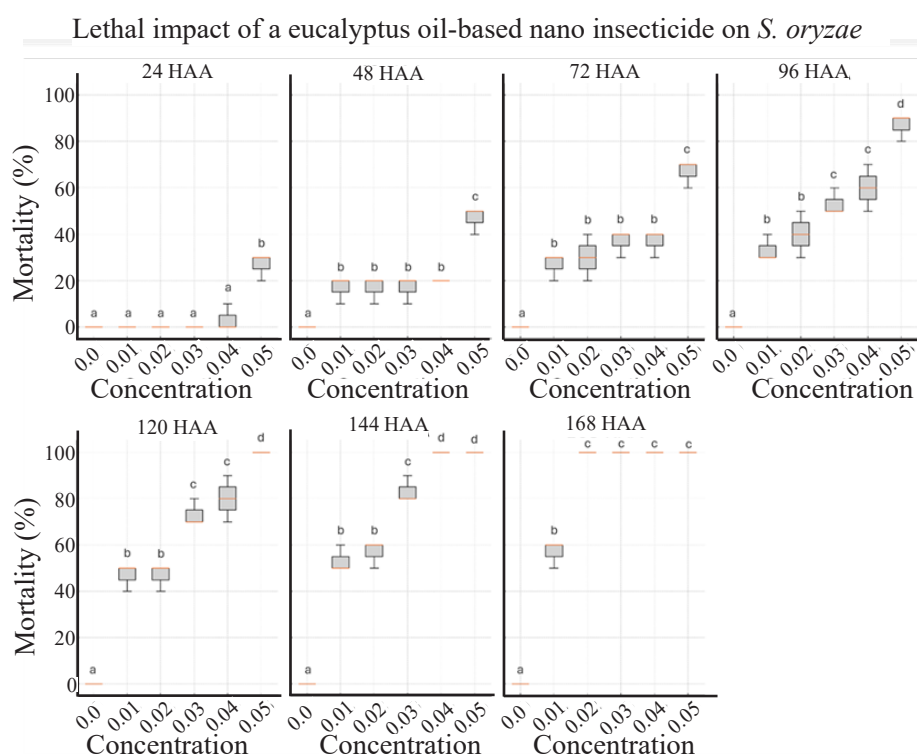 Lethal impact of a eucalyptus oil-based nano insecticide on S. oryzae
24 HAA 48 HAA 72 HAA 96 HAA
Mortality (%)
100
80
60
40
20
0
a a a a a b
a b b b b c
a b b b b c
a b b c c d
0.0 0.01 0.02 0.03 0.04 0.05
0.0 0.01 0.02 0.03 0.04 0.05
0.0 0.01 0.02 0.03 0.04 0.05
0.0 0.01 0.02 0.03 0.04 0.05
Concentration Concentration Concentration Concentration
120 HAA 144 HAA 168 HAA
Mortality (%)
100
80
60
40
20
0
a b b c c d
a b b c d d
a b c c c c
0.0 0.01 0.02 0.03 0.04 0.05
0.0 0.01 0.02 0.03 0.04 0.05
0.0 0.01 0.02 0.03 0.04 0.05
Concentration Concentration Concentration